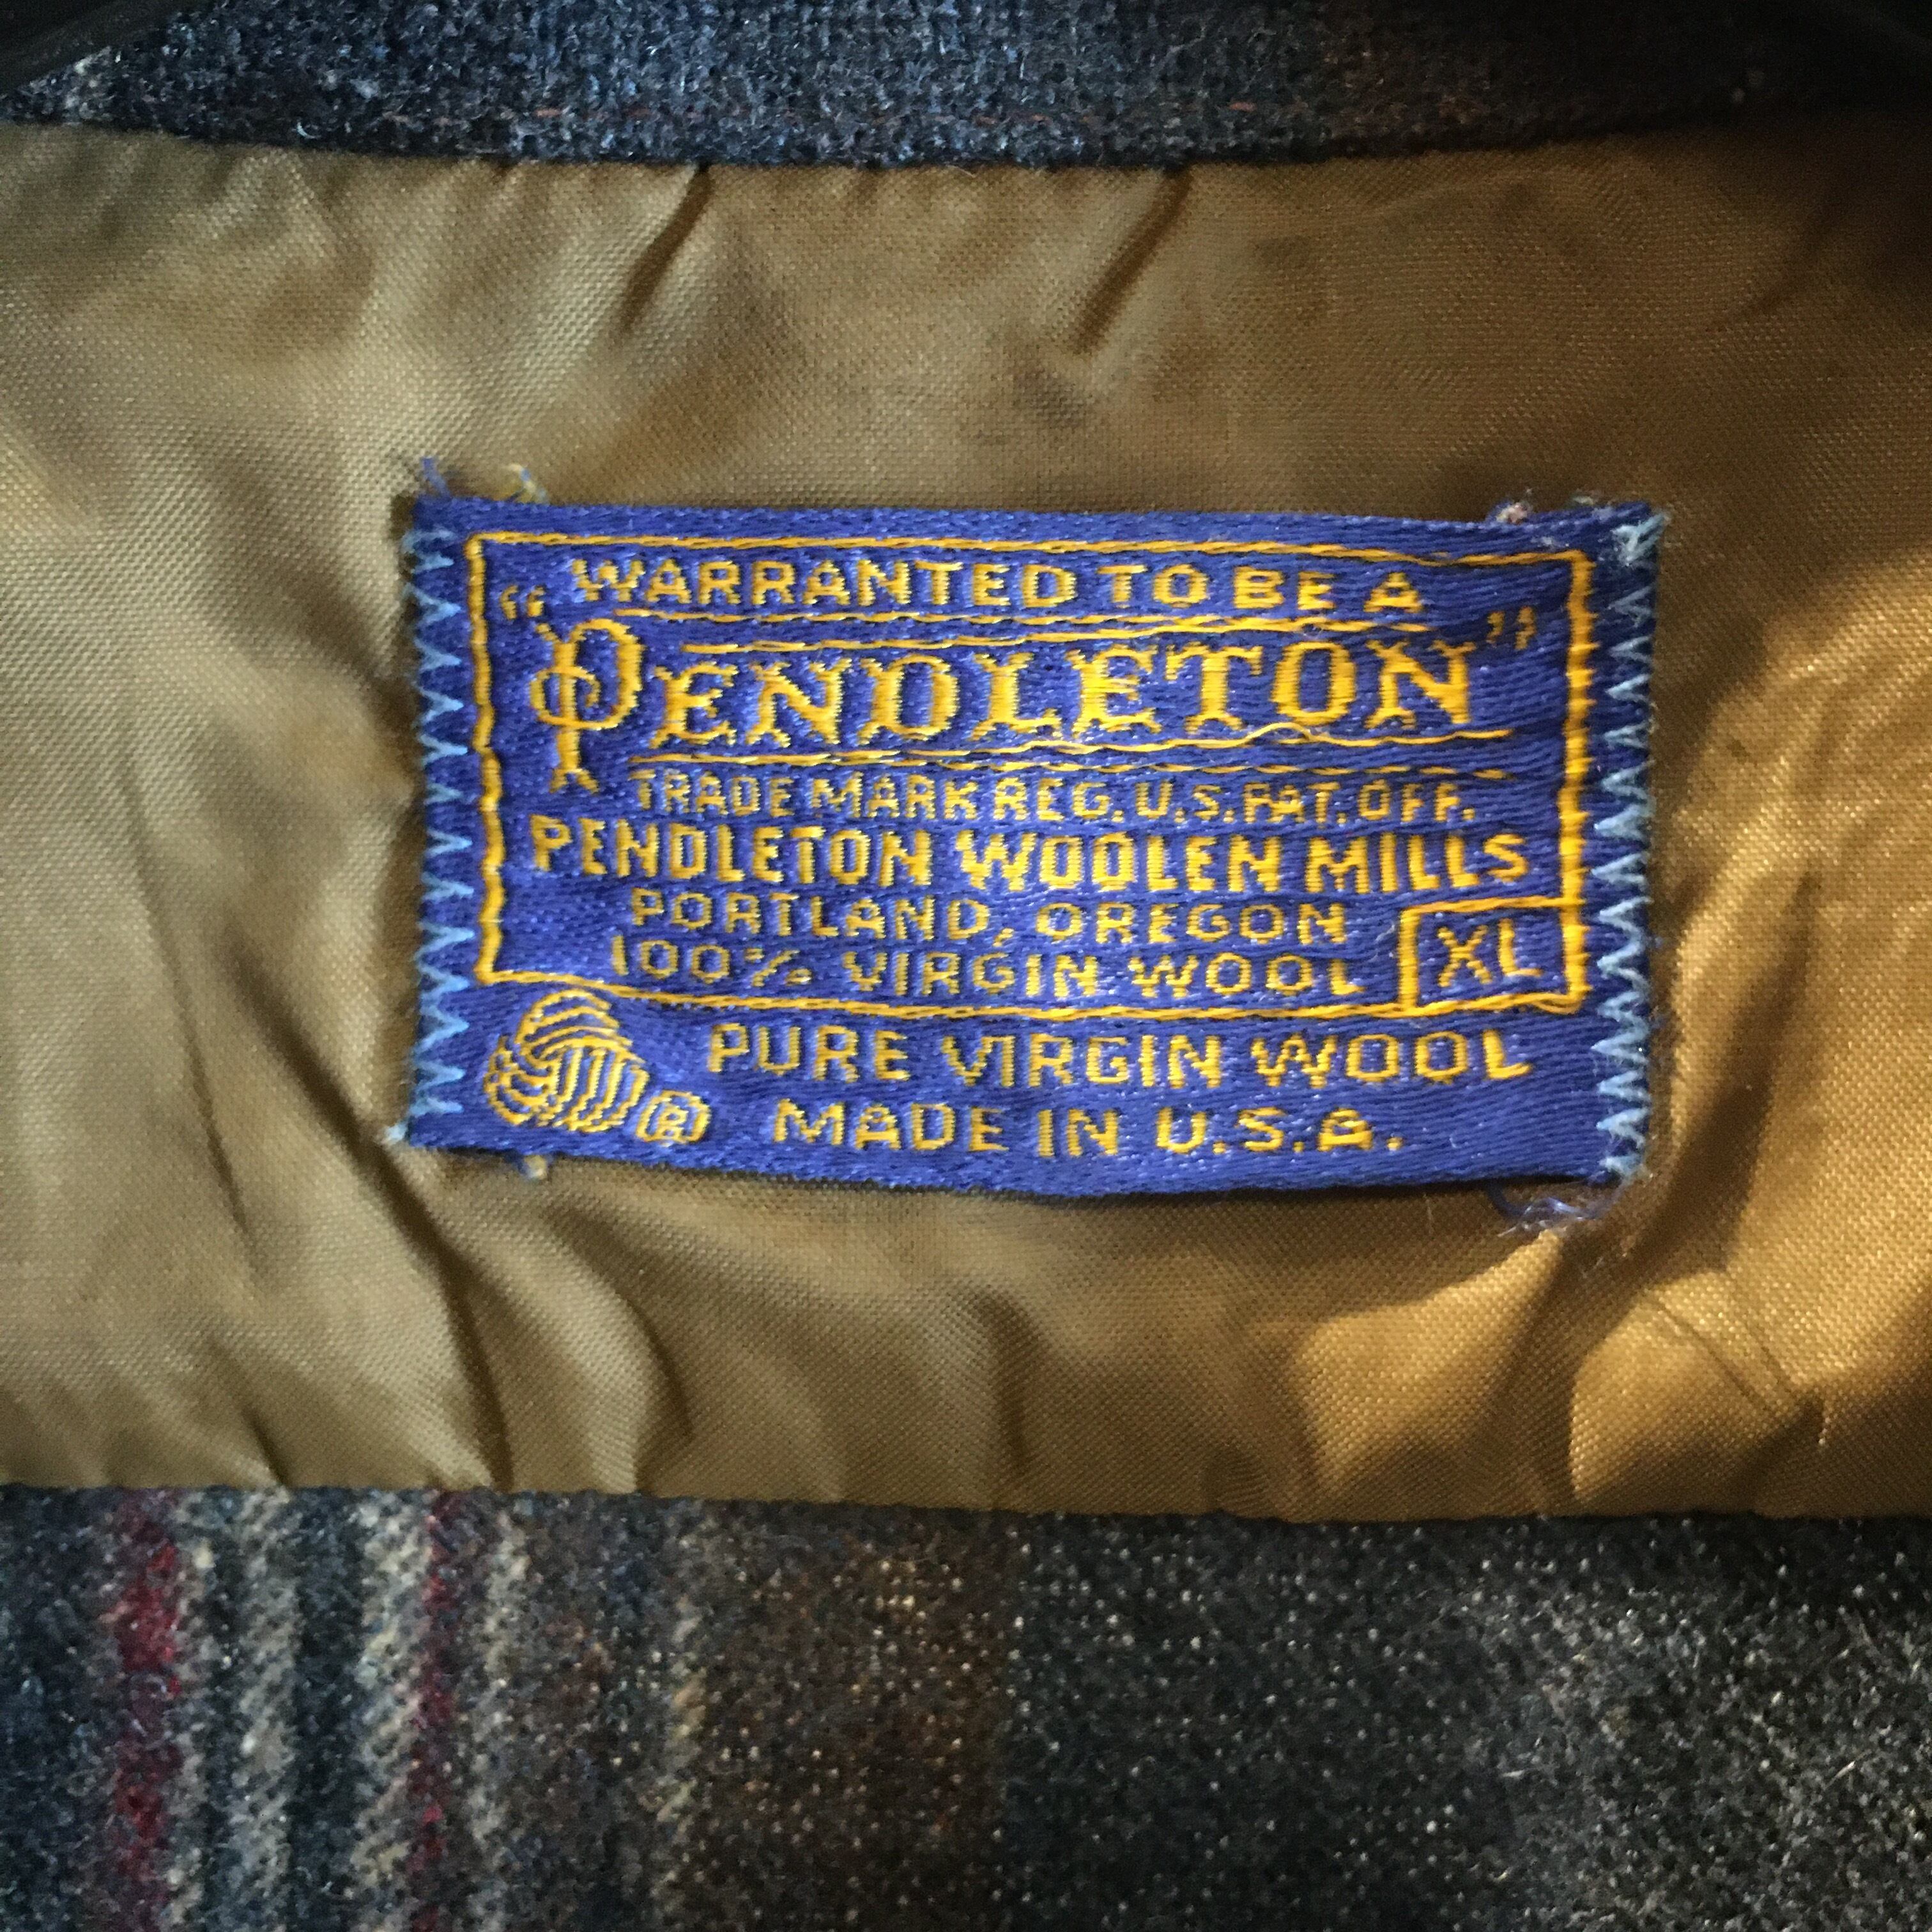 WARRANTED TO BE A
"PENDLETON"
TRADE MARK REG. U.S. PAT. OFF.
PENDLETON WOOLEN MILLS
PORTLAND, OREGON
100% VIRGIN WOOL XL
PURE VIRGIN WOOL
® MADE IN U.S.A.